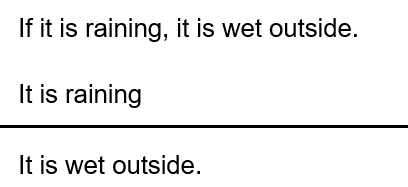 If it is raining, it is wet outside.
It is raining
It is wet outside.